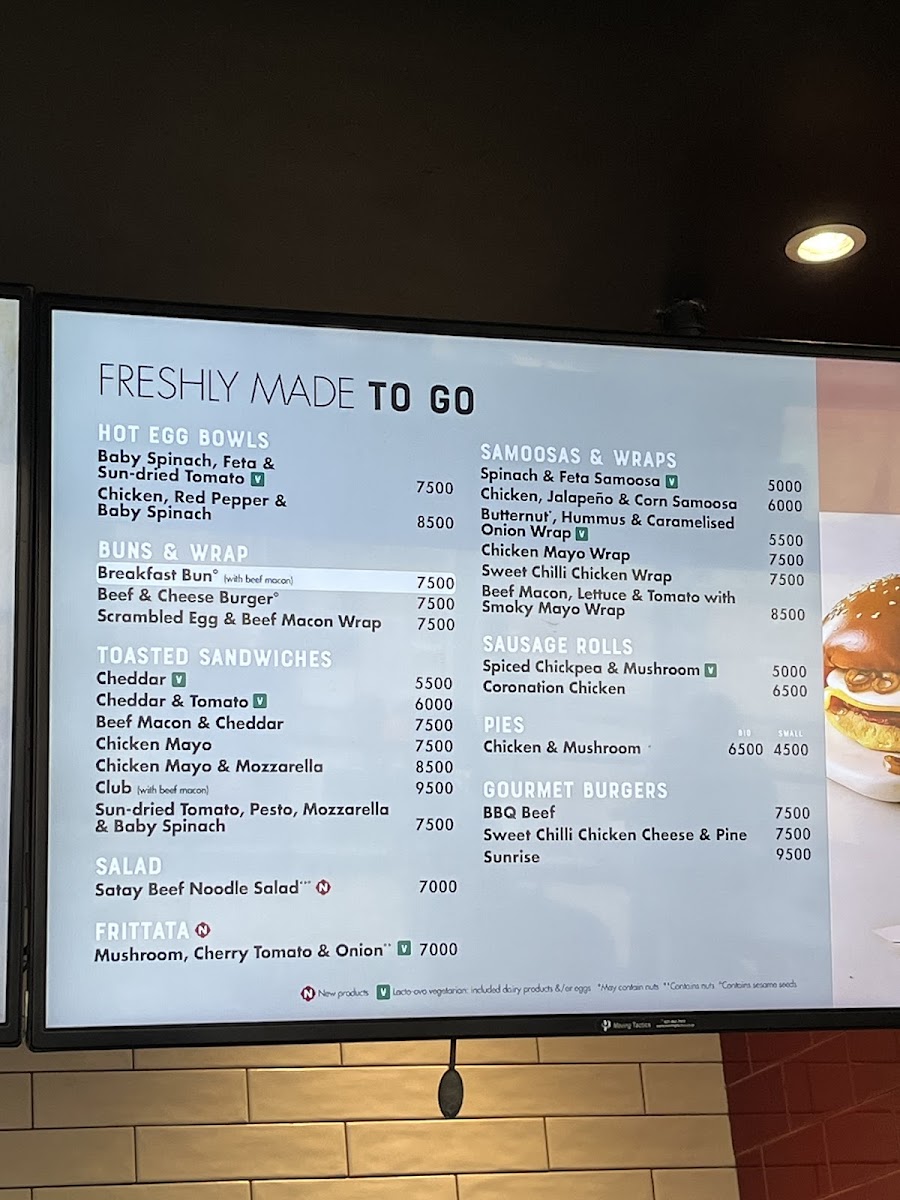 FRESHLY MADE TO GO
HOT EGG BOWLS
Baby Spinach, Feta &
Sun-dried Tomato V 7500
Chicken, Red Pepper &
Baby Spinach 8500
BUNS & WRAP
Breakfast Bun° (with beef macon) 7500
Beef & Cheese Burger° 7500
Scrambled Egg & Beef Macon Wrap 7500
TOASTED SANDWICHES
Cheddar V 5500
Cheddar & Tomato V 6000
Beef Macon & Cheddar 7500
Chicken Mayo 7500
Chicken Mayo & Mozzarella 8500
Club (with beef macon) 9500
Sun-dried Tomato, Pesto, Mozzarella
& Baby Spinach 7500
SALAD
Satay Beef Noodle Salad*** N 7000
FRITTATA N
Mushroom, Cherry Tomato & Onion** V 7000
SAMOOSAS & WRAPS
Spinach & Feta Samoosa V 5000
Chicken, Jalapeño & Corn Samoosa 6000
Butternut*, Hummus & Caramelised
Onion Wrap V 5500
Chicken Mayo Wrap 7500
Sweet Chilli Chicken Wrap 7500
Beef Macon, Lettuce & Tomato with
Smoky Mayo Wrap 8500
SAUSAGE ROLLS
Spiced Chickpea & Mushroom V 5000
Coronation Chicken 6500
PIES BIG SMALL
Chicken & Mushroom * 6500 4500
GOURMET BURGERS
BBQ Beef 7500
Sweet Chilli Chicken Cheese & Pine 7500
Sunrise 9500
N New products V Lacto-ovo vegetarian: included dairy products &/or eggs *May contain nuts **Contains nuts °Contains sesame seeds
Moving Tactics